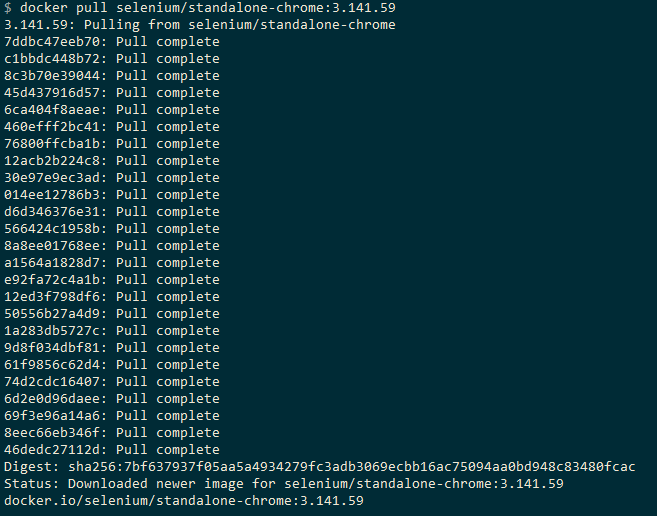 $ docker pull selenium/standalone-chrome:3.141.59
3.141.59: Pulling from selenium/standalone-chrome
7ddbc47eeb70: Pull complete
c1bbdc448b72: Pull complete
8c3b70e39044: Pull complete
45d437916d57: Pull complete
6ca404f8aeae: Pull complete
460efff2bc41: Pull complete
76800ffcba1b: Pull complete
12acb2b224c8: Pull complete
30e97e9ec3ad: Pull complete
014ee12786b3: Pull complete
d6d346376e31: Pull complete
566424c1958b: Pull complete
8a8ee01768ee: Pull complete
a1564a1828d7: Pull complete
e92fa72c4a1b: Pull complete
12ed3f798df6: Pull complete
50556b27a4d9: Pull complete
1a283db5727c: Pull complete
9d8f034dbf81: Pull complete
61f9856c62d4: Pull complete
74d2cdc16407: Pull complete
6d2e0d96daee: Pull complete
69f3e96a14a6: Pull complete
8eec66eb346f: Pull complete
46dedc27112d: Pull complete
Digest: sha256:7bf637937f05aa5a4934279fc3adb3069ecbb16ac75094aa0bd948c83480fcac
Status: Downloaded newer image for selenium/standalone-chrome:3.141.59
docker.io/selenium/standalone-chrome:3.141.59